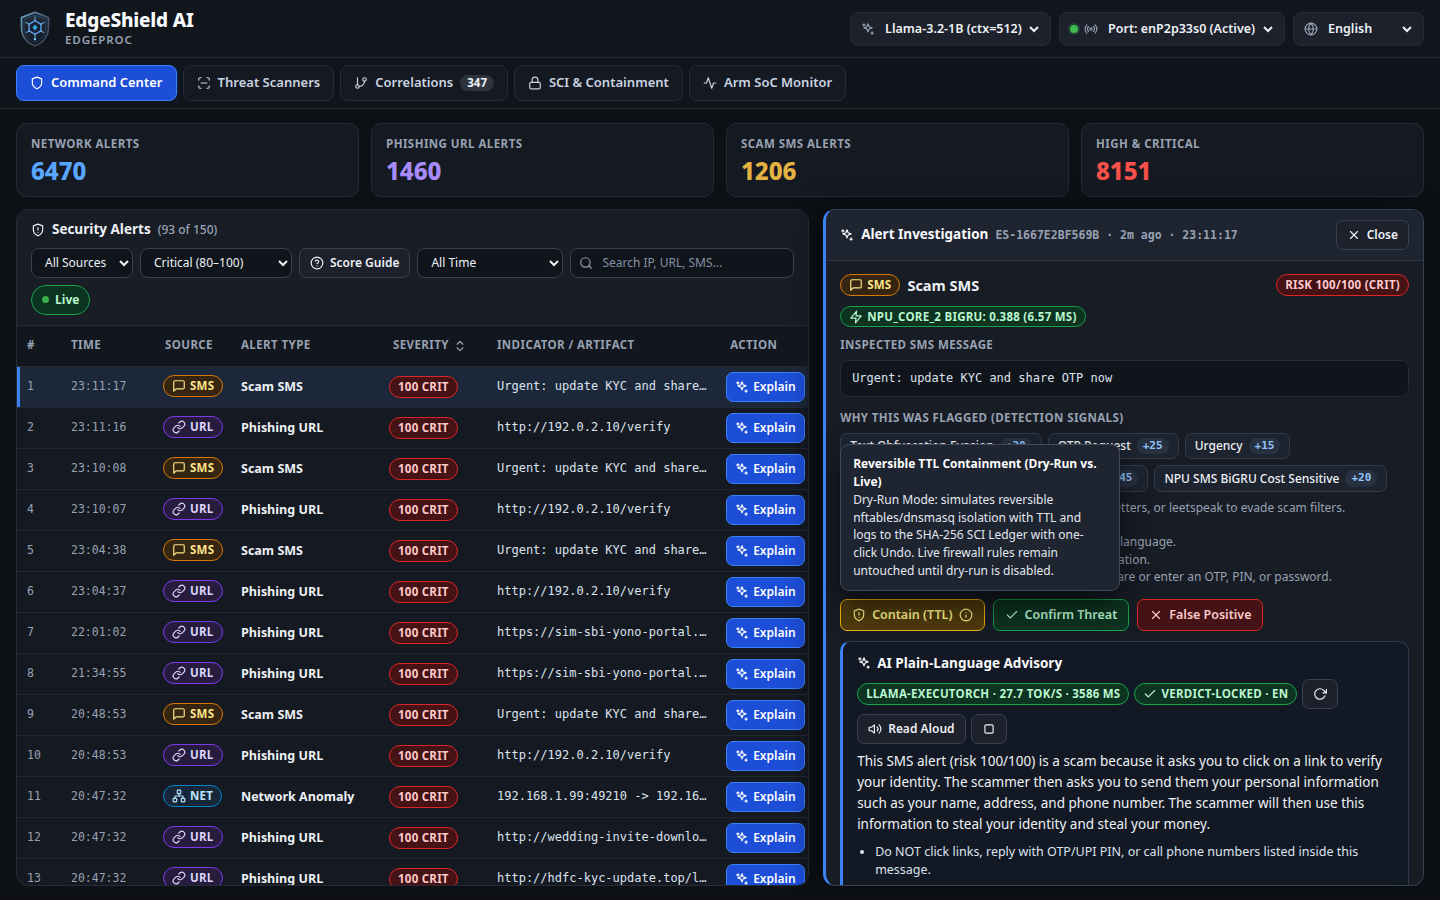 EdgeShield AI
EDGEPROC
Llama-3.2-1B (ctx=512)
Port: enP2p33s0 (Active)
English
Command Center
Threat Scanners
Correlations 347
SCI & Containment
Arm SoC Monitor
NETWORK ALERTS
6470
PHISHING URL ALERTS
1460
SCAM SMS ALERTS
1206
HIGH & CRITICAL
8151
Security Alerts (93 of 150)
All Sources
Critical (80–100)
Score Guide
All Time
Search IP, URL, SMS...
Live
# TIME SOURCE ALERT TYPE SEVERITY INDICATOR / ARTIFACT ACTION
1 23:11:17 SMS Scam SMS 100 CRIT Urgent: update KYC and share… Explain
2 23:11:16 URL Phishing URL 100 CRIT http://192.0.2.10/verify Explain
3 23:10:08 SMS Scam SMS 100 CRIT Urgent: update KYC and share… Explain
4 23:10:07 URL Phishing URL 100 CRIT http://192.0.2.10/verify Explain
5 23:04:38 SMS Scam SMS 100 CRIT Urgent: update KYC and share… Explain
6 23:04:37 URL Phishing URL 100 CRIT http://192.0.2.10/verify Explain
7 22:01:02 URL Phishing URL 100 CRIT https://sim-sbi-yono-portal.… Explain
8 21:34:55 URL Phishing URL 100 CRIT https://sim-sbi-yono-portal.… Explain
9 20:48:53 SMS Scam SMS 100 CRIT Urgent: update KYC and share… Explain
10 20:48:53 URL Phishing URL 100 CRIT http://192.0.2.10/verify Explain
11 20:47:32 NET Network Anomaly 100 CRIT 192.168.1.99:49210 -> 192.16… Explain
12 20:47:32 URL Phishing URL 100 CRIT http://wedding-invite-downlo… Explain
13 20:47:32 URL Phishing URL 100 CRIT http://hdfc-kyc-update.top/l… Explain
Alert Investigation ES-1667E2BF569B · 2m ago · 23:11:17
Close
SMS Scam SMS
RISK 100/100 (CRIT)
NPU_CORE_2 BIGRU: 0.388 (6.57 MS)
INSPECTED SMS MESSAGE
Urgent: update KYC and share OTP now
WHY THIS WAS FLAGGED (DETECTION SIGNALS)
+25 Urgency +15
NPU SMS BiGRU Cost Sensitive +20
or leetspeak to evade scam filters.
language.
or enter an OTP, PIN, or password.
Reversible TTL Containment (Dry-Run vs.
Live)
Dry-Run Mode: simulates reversible
nftables/dnsmasq isolation with TTL and
logs to the SHA-256 SCI Ledger with one-
click Undo. Live firewall rules remain
untouched until dry-run is disabled.
Contain (TTL)
Confirm Threat
False Positive
AI Plain-Language Advisory
LLAMA-EXECUTORCH · 27.7 TOK/S · 3586 MS
VERDICT-LOCKED · EN
Read Aloud
This SMS alert (risk 100/100) is a scam because it asks you to click on a link to verify
your identity. The scammer then asks you to send them your personal information
such as your name, address, and phone number. The scammer will then use this
information to steal your identity and steal your money.
• Do NOT click links, reply with OTP/UPI PIN, or call phone numbers listed inside this
message.